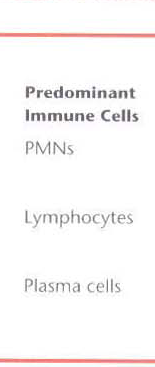 Predominant
Immune Cells
PMNs
Lymphocytes
Plasma cells